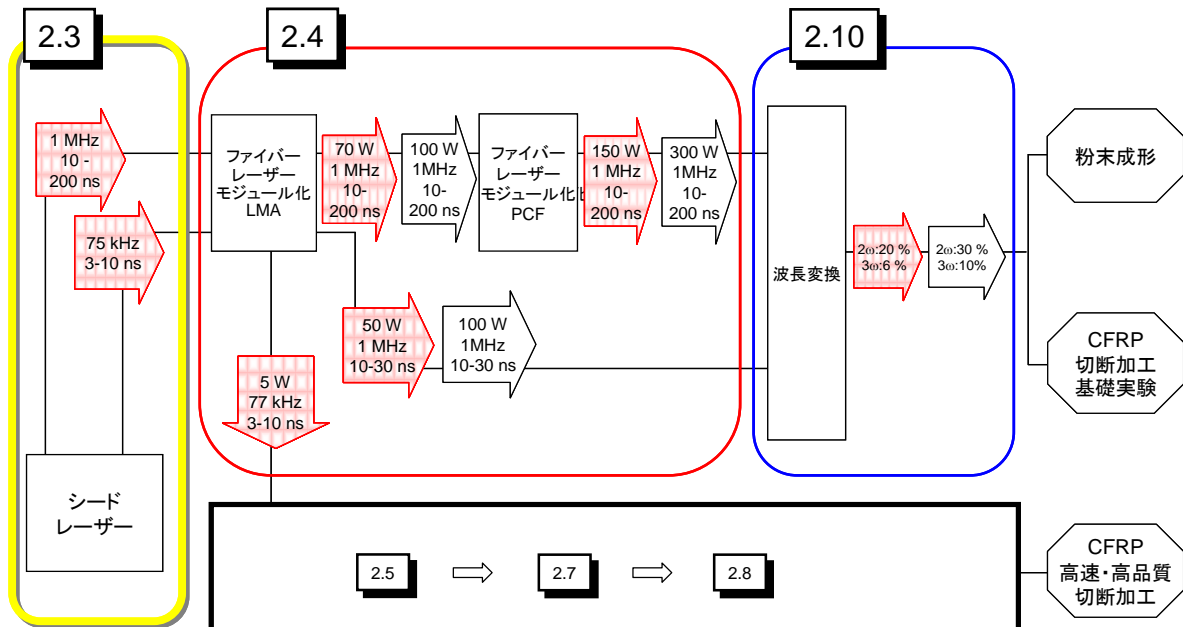 2.3
2.4
2.10
1 MHz
10 -
200 ns
75 kHz
3-10 ns
シード
レーザー
ファイバー
レーザー
モジュール化
LMA
70 W
1 MHz
10-
200 ns
100 W
1MHz
10-
200 ns
ファイバー
レーザー
モジュール化
PCF
150 W
1 MHz
10-
200 ns
300 W
1MHz
10-
200 ns
50 W
1 MHz
10-30 ns
100 W
1MHz
10-30 ns
5 W
77 kHz
3-10 ns
波長変換
2ω:20 %
3ω:6 %
2ω:30 %
3ω:10%
粉末成形
CFRP
切断加工
基礎実験
2.5
2.7
2.8
CFRP
高速・高品質
切断加工